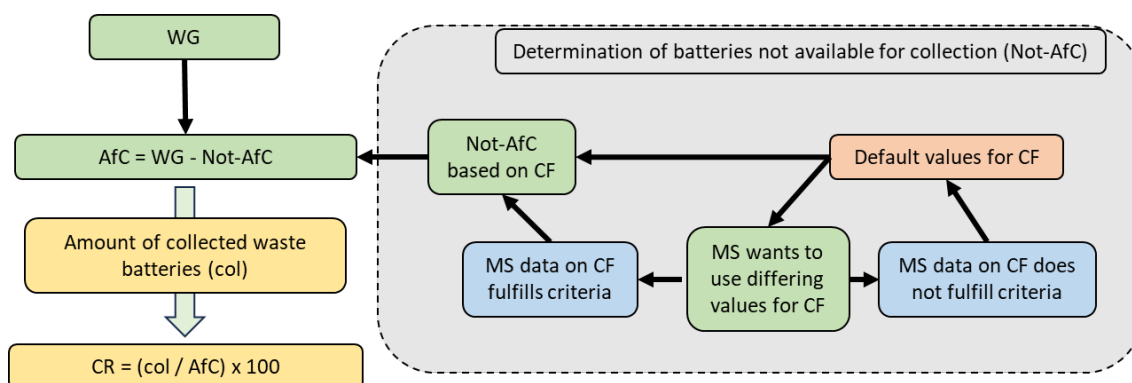 WG
Determination of batteries not available for collection (Not-AfC)
AfC = WG - Not-AfC
Not-AfC
based on CF
Default values for CF
Amount of collected waste
batteries (col)
MS data on CF
fulfills criteria
MS wants to
use differing
values for CF
MS data on CF does
not fulfill criteria
CR = (col / AfC) x 100